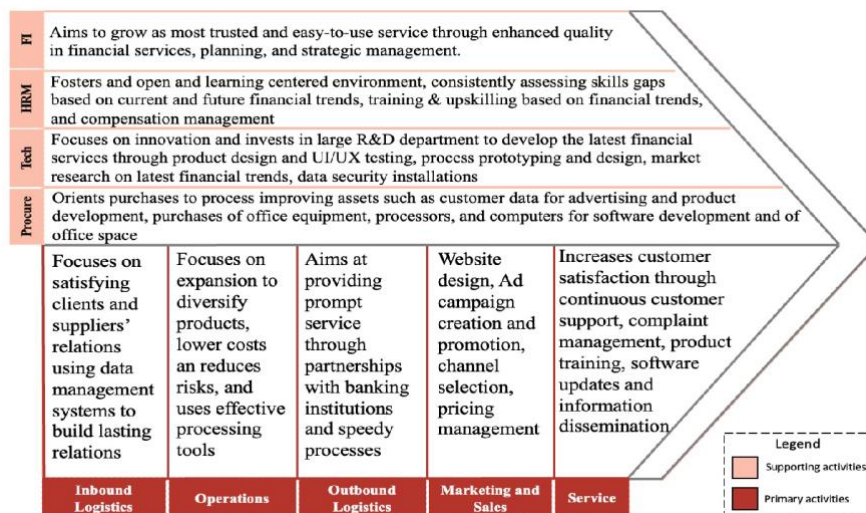 FI
Aims to grow as most trusted and easy-to-use service through enhanced quality
in financial services, planning, and strategic management.
HRM
Fosters and open and learning centered environment, consistently assessing skills gaps
based on current and future financial trends, training & upskilling based on financial trends,
and compensation management
Tech
Focuses on innovation and invests in large R&D department to develop the latest financial
services through product design and UI/UX testing, process prototyping and design, market
research on latest financial trends, data security installations
Procure
Orients purchases to process improving assets such as customer data for advertising and product
development, purchases of office equipment, processors, and computers for software development and of
office space
Focuses on
satisfying
clients and
suppliers'
relations
using data
management
systems to
build lasting
relations
Inbound
Logistics
Focuses on
expansion to
diversify
products,
lower costs
an reduces
risks, and
uses effective
processing
tools
Operations
Aims at
providing
prompt
service
through
partnerships
with banking
institutions
and speedy
processes
Outbound
Logistics
Website
design, Ad
campaign
creation and
promotion,
channel
selection,
pricing
management
Marketing and
Sales
Increases customer
satisfaction through
continuous customer
support, complaint
management, product
training, software
updates and
information
dissemination
Service
Legend
Supporting activities
Primary activities